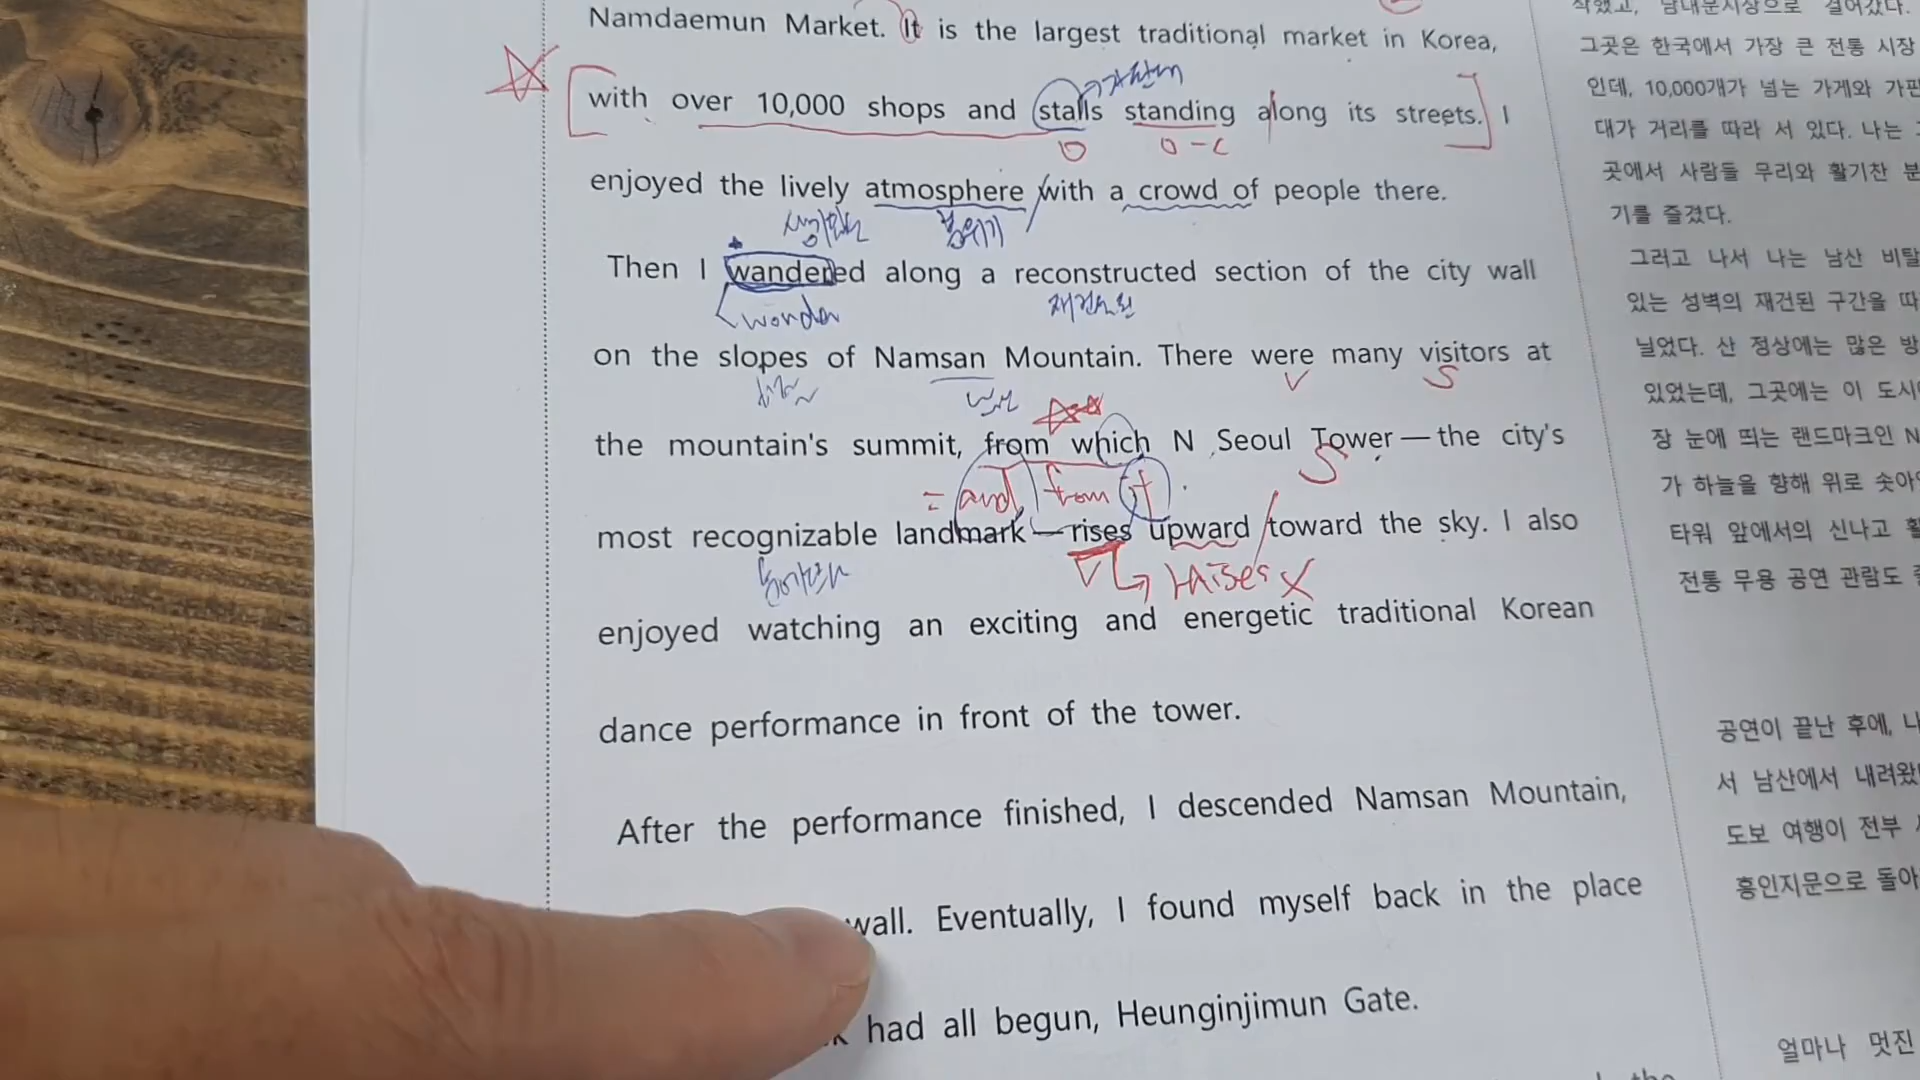 Namdaemun Market. It is the largest traditional market in Korea,
with over 10,000 shops and stalls standing along its streets. I
O O-C
enjoyed the lively atmosphere with a crowd of people there.
분위기
Then I wandered along a reconstructed section of the city wall
wonder 재건도된
on the slopes of Namsan Mountain. There were many visitors at
V S
the mountain's summit, from which N Seoul Tower — the city's
S
= and from it
most recognizable landmark — rises upward toward the sky. I also
V raises X
enjoyed watching an exciting and energetic traditional Korean
dance performance in front of the tower.
After the performance finished, I descended Namsan Mountain,
wall. Eventually, I found myself back in the place
had all begun, Heunginjimun Gate.
the
그곳은 한국에서 가장 큰 전통 시장
인데, 10,000개가 넘는 가게와 가판
대가 거리를 따라 서 있다. 나는
곳에서 사람들 무리와 활기찬 분
기를 즐겼다.
그러고 나서 나는 남산 비탈
있는 성벽의 재건된 구간을 따
닐었다. 산 정상에는 많은 방
있었는데, 그곳에는 이 도시
장 눈에 띄는 랜드마크인 N
가 하늘을 향해 위로 솟아
타워 앞에서의 신나고 활
전통 무용 공연 관람도
공연이 끝난 후에, 나
서 남산에서 내려왔
도보 여행이 전부
흥인지문으로 돌아
얼마나 멋진